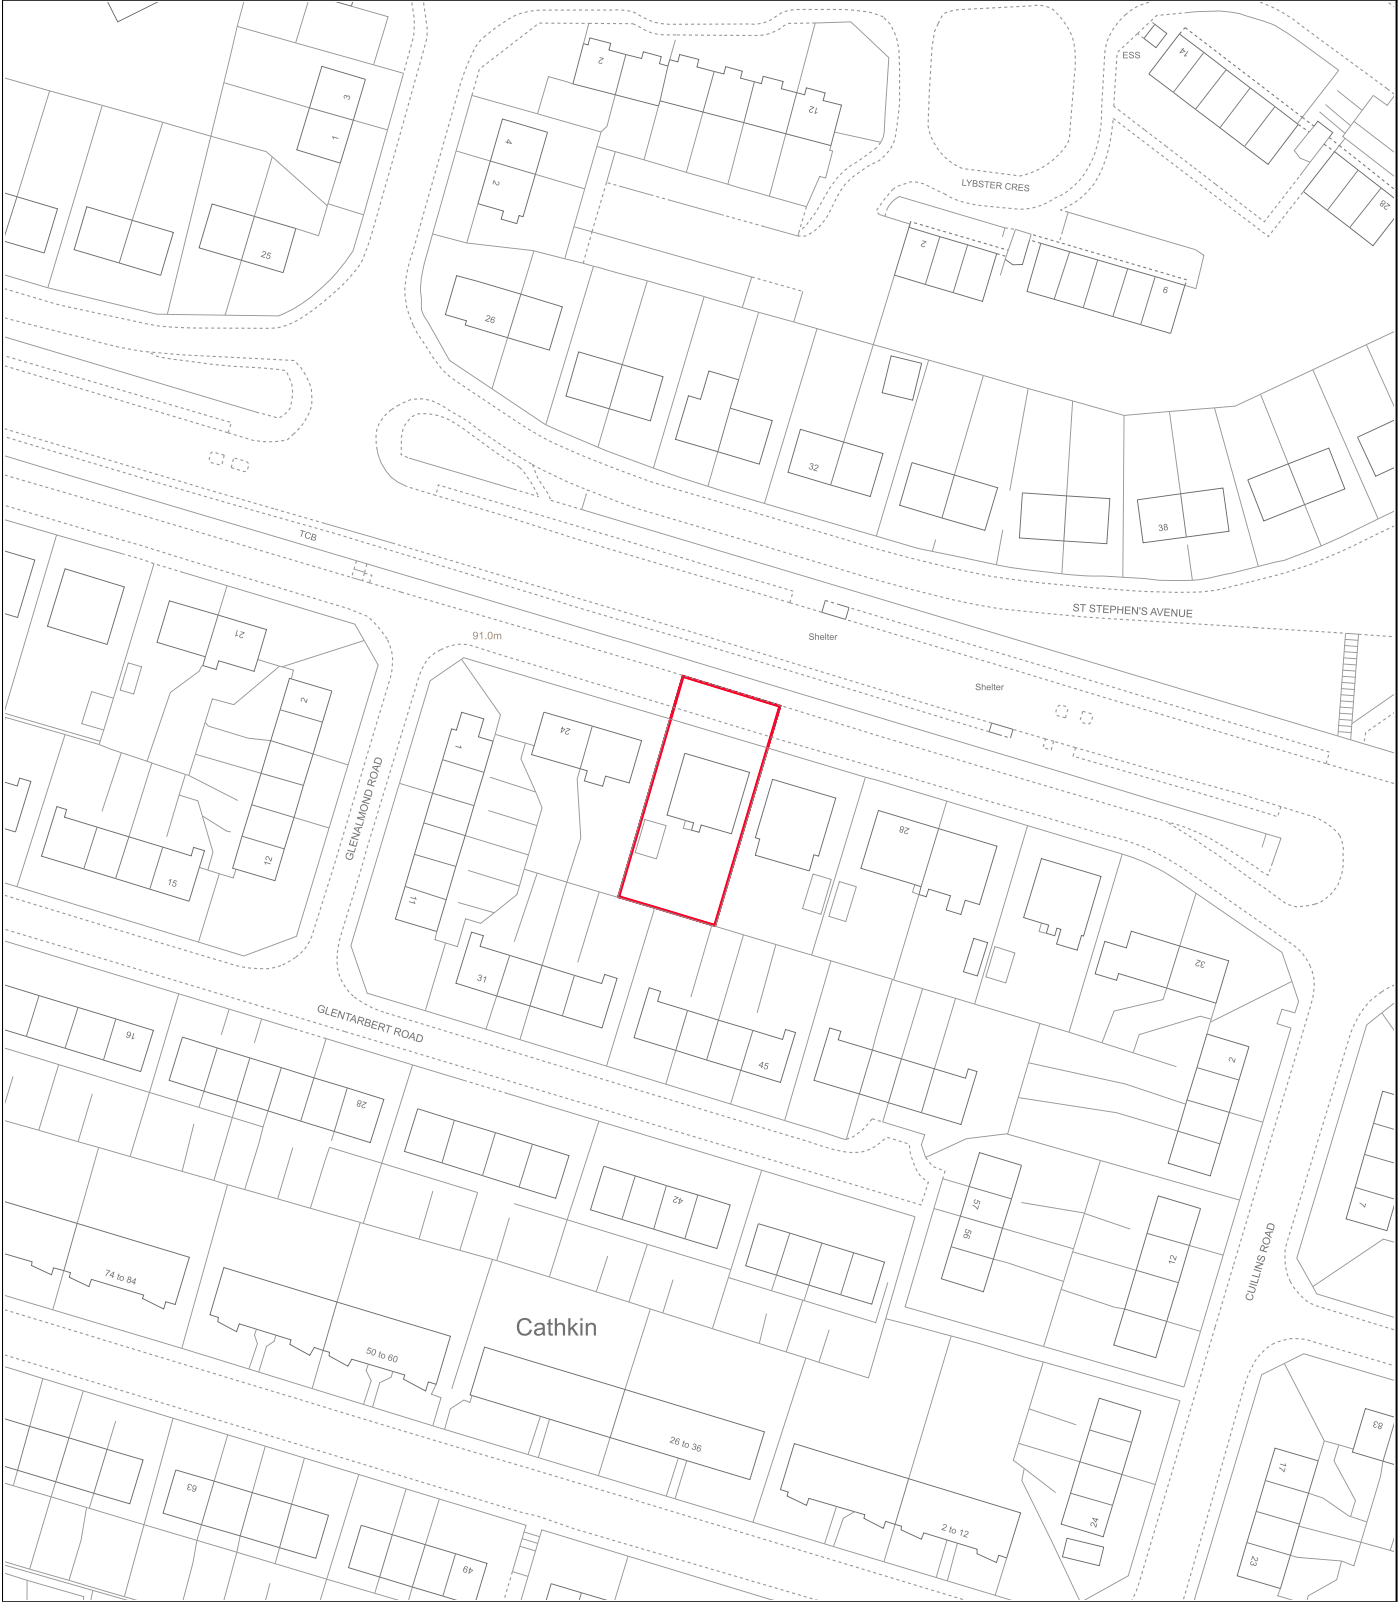 2
12
ESS
14
3
1
4
2
LYBSTER CRES
28
25
2
6
26
32
38
TCB
ST STEPHEN'S AVENUE
91.0m
Shelter
21
Shelter
2
24
1
GLENALMOND ROAD
28
12
15
11
32
31
GLENTARBERT ROAD
16
45
2
28
42
57
7
56
12
CUILLINS ROAD
74 to 84
Cathkin
50 to 60
83
26 to 36
17
63
24
2 to 12
49
23